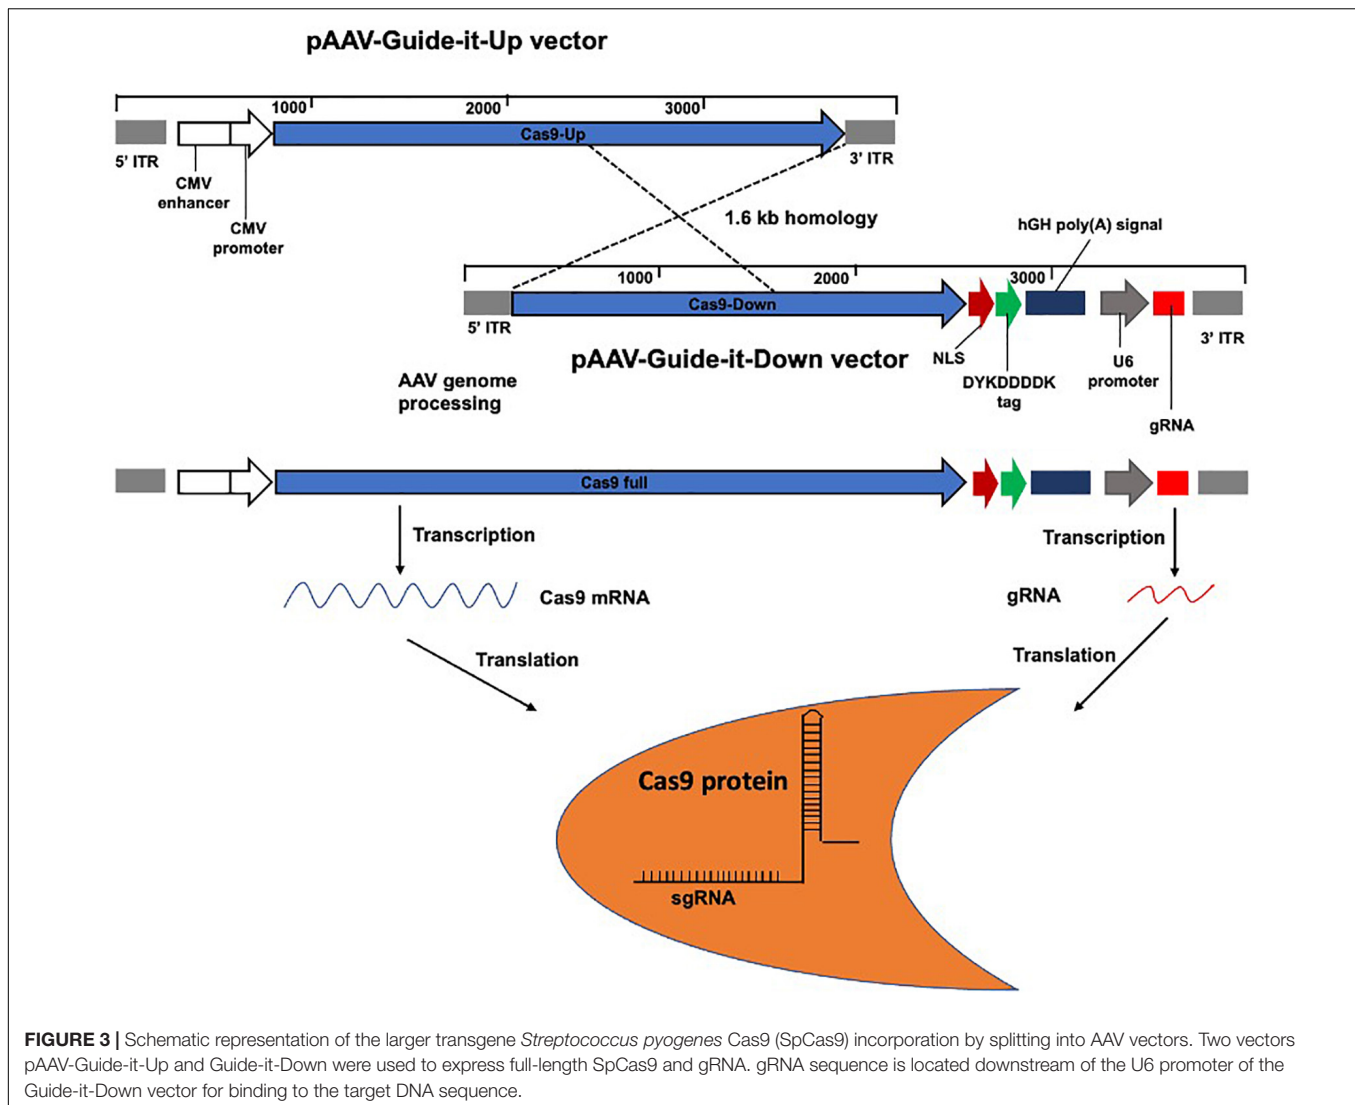 pAAV-Guide-it-Up vector
1000
2000
3000
Cas9-Up
5' ITR
3' ITR
CMV
enhancer
CMV
promoter
1.6 kb homology
hGH poly(A) signal
1000
2000
3000
Cas9-Down
5' ITR
3' ITR
pAAV-Guide-it-Down vector
NLS
U6
promoter
DYKDDDDK
tag
gRNA
AAV genome
processing
Cas9 full
Transcription
Transcription
Cas9 mRNA
gRNA
Translation
Translation
Cas9 protein
sgRNA
FIGURE 3 | Schematic representation of the larger transgene Streptococcus pyogenes Cas9 (SpCas9) incorporation by splitting into AAV vectors. Two vectors
pAAV-Guide-it-Up and Guide-it-Down were used to express full-length SpCas9 and gRNA. gRNA sequence is located downstream of the U6 promoter of the
Guide-it-Down vector for binding to the target DNA sequence.